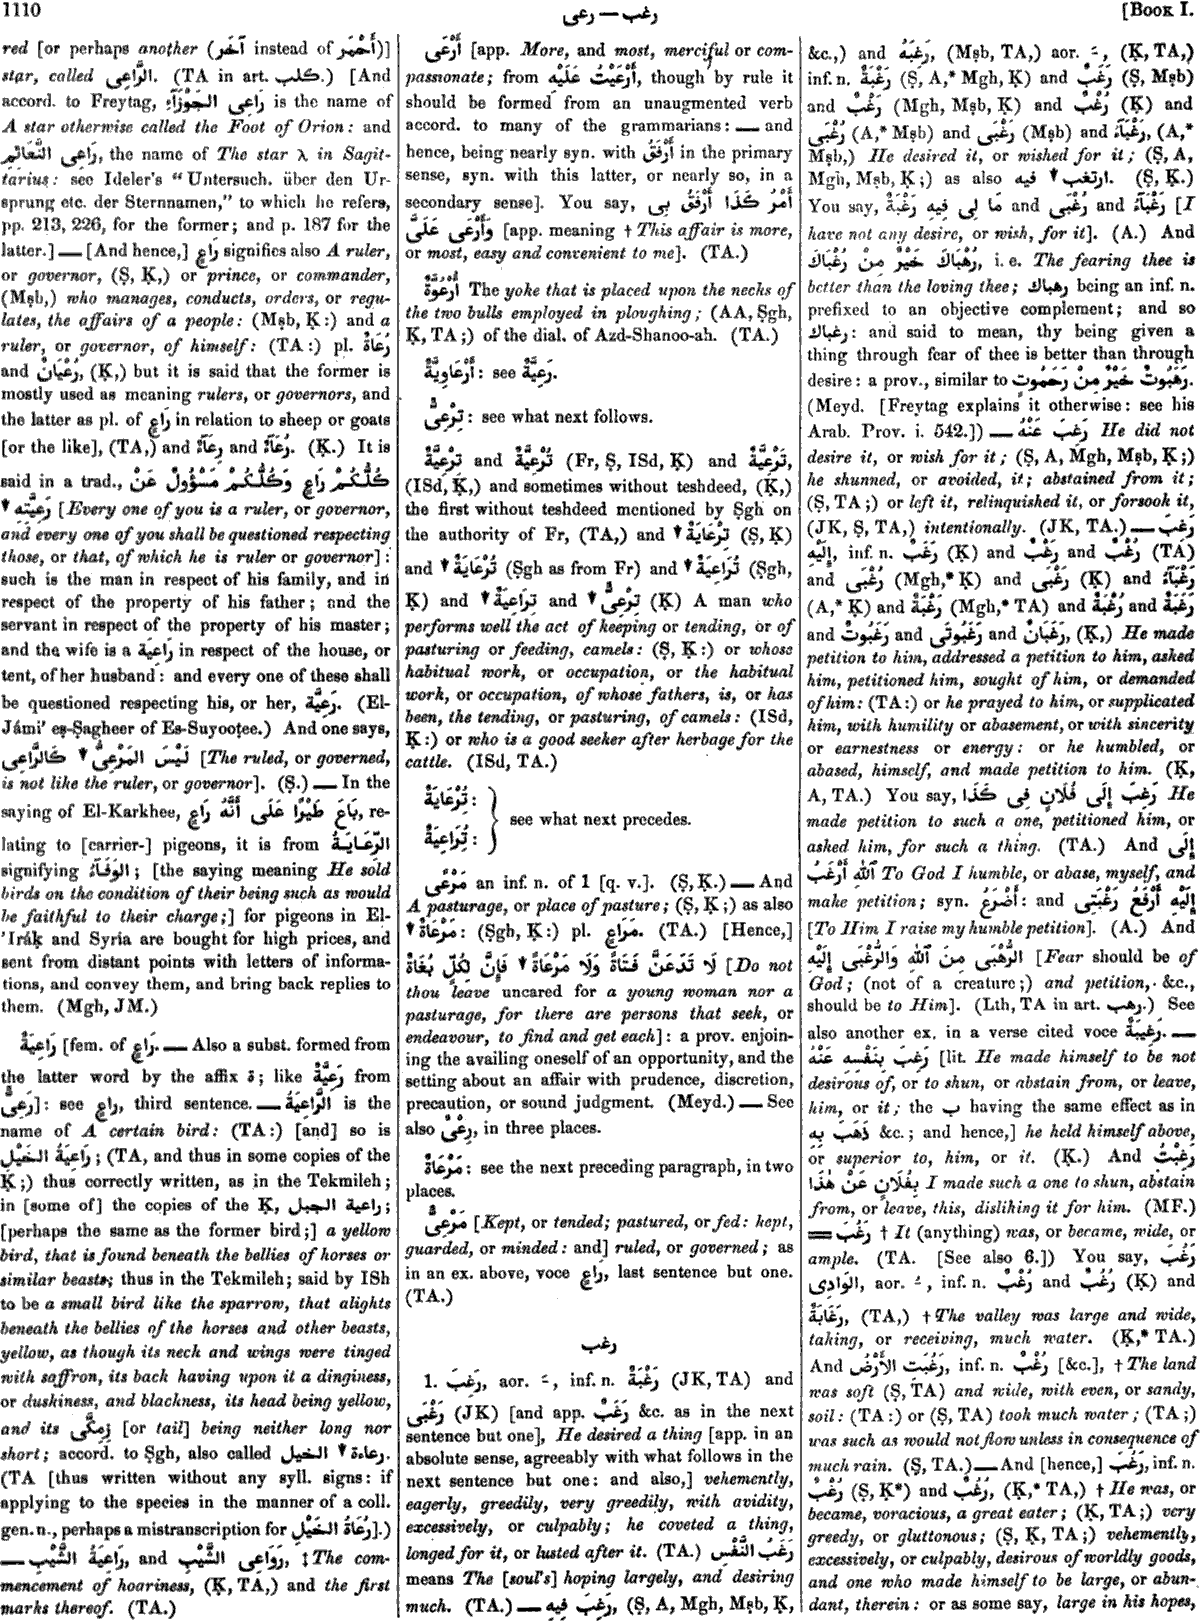 1110
رعى — رغب
[Book I.
red [or perhaps another (آخَر instead of أَحْمَر)]
star, called الرَّاعِى. (TA in art. كلب.) [And
accord. to Freytag, رَاعِى الجَوْزَآءِ is the name of
A star otherwise called the Foot of Orion: and
رَاعِى النَّعَائِمِ, the name of The star λ in Sagit-
tarius: see Ideler's “Untersuch. über den Ur-
sprung etc. der Sternnamen,” to which he refers,
pp. 213, 226, for the former; and p. 187 for the
latter.] — [And hence,] رَاعٍ signifies also A ruler,
or governor, (Ṣ, Ḳ,) or prince, or commander,
(Mṣb,) who manages, conducts, orders, or regu-
lates, the affairs of a people: (Mṣb, Ḳ:) and a
ruler, or governor, of himself: (TA:) pl. رُعَاةٌ
and رُعْيَانٌ, (Ḳ,) but it is said that the former is
mostly used as meaning rulers, or governors, and
the latter as pl. of رَاعٍ in relation to sheep or goats
[or the like], (TA,) and رِعَآءٌ and رُعَآءٌ. (Ḳ.) It is
said in a trad., كُلُّكُمْ رَاعٍ وَكُلُّكُمْ مَسْؤُولٌ عَنْ
رَعِيَّتِهِ ▼ [Every one of you is a ruler, or governor,
and every one of you shall be questioned respecting
those, or that, of which he is ruler or governor]:
such is the man in respect of his family, and in
respect of the property of his father; and the
servant in respect of the property of his master;
and the wife is a رَاعِيَة in respect of the house, or
tent, of her husband: and every one of these shall
be questioned respecting his, or her, رَعِيَّة. (El-
Jámi' eṣ-Ṣagheer of Es-Suyooṭee.) And one says,
لَيْسَ المَرْعِىُّ ▼ كَالرَّاعِى [The ruled, or governed,
is not like the ruler, or governor]. (Ṣ.) — In the
saying of El-Karkhee, بَاعَ طَيْرًا عَلَى أَنَّهُ رَاعٍ, re-
lating to [carrier-] pigeons, it is from الرِّعَايَةُ
signifying الوَفَآءُ; [the saying meaning He sold
birds on the condition of their being such as would
be faithful to their charge;] for pigeons in El-
'Iráḳ and Syria are bought for high prices, and
sent from distant points with letters of informa-
tions, and convey them, and bring back replies to
them. (Mgh, JM.)
رَاعِيَةٌ [fem. of رَاعٍ. — Also a subst. formed from
the latter word by the affix ة; like رَعِيَّةٌ from
رَعِىٌّ]: see رَاعٍ, third sentence. — الرَّاعِيَةُ is the
name of A certain bird: (TA:) [and] so is
رَاعِيَةُ الخَيْلِ; (TA, and thus in some copies of the
Ḳ;) thus correctly written, as in the Tekmileh;
in [some of] the copies of the Ḳ, راعية الجبل;
[perhaps the same as the former bird;] a yellow
bird, that is found beneath the bellies of horses or
similar beasts; thus in the Tekmileh; said by ISh
to be a small bird like the sparrow, that alights
beneath the bellies of the horses and other beasts,
yellow, as though its neck and wings were tinged
with saffron, its back having upon it a dinginess,
or duskiness, and blackness, its head being yellow,
and its زِمِكَّى [or tail] being neither long nor
short; accord. to Ṣgh, also called رعاءة ▼ الخيل.
(TA [thus written without any syll. signs: if
applying to the species in the manner of a coll.
gen. n., perhaps a mistranscription for رُعَاةُ الخَيْلِ].)
— رَاعِيَةُ الشَّيْبِ, and رَوَاعِى الشَّيْبِ, ‡ The com-
mencement of hoariness, (Ḳ, TA,) and the first
marks thereof. (TA.)
أَرْعَى [app. More, and most, merciful or com-
passionate; from أَرْعَيْتُ عَلَيْهِ, though by rule it
should be formed from an unaugmented verb
accord. to many of the grammarians: — and
hence, being nearly syn. with أَرْفَقُ in the primary
sense, syn. with this latter, or nearly so, in a
secondary sense]. You say, أَمْرُ كَذَا أَرْفَقُ بِى
وَأَرْعَى عَلَىَّ [app. meaning † This affair is more,
or most, easy and convenient to me]. (TA.)
أُرْعُوَّةٌ The yoke that is placed upon the necks of
the two bulls employed in ploughing; (AA, Ṣgh,
Ḳ, TA;) of the dial. of Azd-Shanoo-ah. (TA.)
أَرْعَاوِيَّةٌ: see رَعِيَّةٌ.
تِرْعِىٌّ: see what next follows.
تِرْعِيَّةٌ and تُرْعِيَّةٌ (Fr, Ṣ, ISd, Ḳ) and تَرْعِيَّةٌ,
(ISd, Ḳ,) and sometimes without teshdeed, (Ḳ,)
the first without teshdeed mentioned by Ṣgh on
the authority of Fr, (TA,) and تِرْعَايَةٌ ▼ (Ṣ, Ḳ)
and تُرْعَايَةٌ ▼ (Ṣgh as from Fr) and تُرَاعِيَةٌ ▼ (Ṣgh,
Ḳ) and تِرَاعِيَةٌ ▼ and تِرْعِىٌّ ▼ (Ḳ) A man who
performs well the act of keeping or tending, or of
pasturing or feeding, camels: (Ṣ, Ḳ:) or whose
habitual work, or occupation, or the habitual
work, or occupation, of whose fathers, is, or has
been, the tending, or pasturing, of camels: (ISd,
Ḳ:) or who is a good seeker after herbage for the
cattle. (ISd, TA.)
تُرْعَايَةٌ:
تُرَاعِيَةٌ:
see what next precedes.
مَرْعًى an inf. n. of 1 [q. v.]. (Ṣ, Ḳ.) — And
A pasturage, or place of pasture; (Ṣ, Ḳ;) as also
مَرْعَاةٌ ▼: (Ṣgh, Ḳ:) pl. مَرَاعٍ. (TA.) [Hence,]
لَا تَدَعَنَّ فَتَاةً وَلَا مَرْعَاةً ▼ فَإِنَّ لِكُلٍّ بُغَاةً [Do not
thou leave uncared for a young woman nor a
pasturage, for there are persons that seek, or
endeavour, to find and get each]: a prov. enjoin-
ing the availing oneself of an opportunity, and the
setting about an affair with prudence, discretion,
precaution, or sound judgment. (Meyd.) — See
also رِعْىٌ, in three places.
مَرْعَاةٌ: see the next preceding paragraph, in two
places.
مَرْعِىٌّ [Kept, or tended; pastured, or fed: kept,
guarded, or minded: and] ruled, or governed; as
in an ex. above, voce رَاعٍ, last sentence but one.
(TA.)
رغب
1. رَغِبَ, aor. ـَ, inf. n. رَغْبَةٌ (JK, TA) and
رَغْبَى (JK) [and app. رَغَبٌ &c. as in the next
sentence but one], He desired a thing [app. in an
absolute sense, agreeably with what follows in the
next sentence but one: and also,] vehemently,
eagerly, greedily, very greedily, with avidity,
excessively, or culpably; he coveted a thing,
longed for it, or lusted after it. (TA.) رَغَبُ النَّفْسِ
means The [soul's] hoping largely, and desiring
much. (TA.) — رَغِبَ فِيهِ, (Ṣ, A, Mgh, Mṣb, Ḳ,
&c.,) and رَغِبَهُ, (Mṣb, TA,) aor. ـَ, (Ḳ, TA,)
inf. n. رَغْبَةٌ (Ṣ, A,* Mgh, Ḳ) and رَغَبٌ (Ṣ, Mṣb)
and رَغْبٌ (Mgh, Mṣb, Ḳ) and رُغْبٌ (Ḳ) and
رُغْبَى (A,* Mṣb) and رَغْبَى (Mṣb) and رَغْبَآءُ, (A,*
Mṣb,) He desired it, or wished for it; (Ṣ, A,
Mgh, Mṣb, Ḳ;) as also ارتغب ▼ فيه. (Ṣ, Ḳ.)
You say, مَا لِى فِيهِ رَغْبَةٌ and رُغْبَى and رَغْبَآءُ [I
have not any desire, or wish, for it]. (A.) And
رُهْبَاكَ خَيْرٌ مِنْ رُغْبَاكَ, i. e. The fearing thee is
better than the loving thee; رهباك being an inf. n.
prefixed to an objective complement; and so
رغباك: and said to mean, thy being given a
thing through fear of thee is better than through
desire: a prov., similar to رَهَبُوتٌ خَيْرٌ مِنْ رَحَمُوتٍ.
(Meyd. [Freytag explains it otherwise: see his
Arab. Prov. i. 542.]) — رَغِبَ عَنْهُ He did not
desire it, or wish for it; (Ṣ, A, Mgh, Mṣb, Ḳ;)
he shunned, or avoided, it; abstained from it;
(Ṣ, TA;) or left it, relinquished it, or forsook it,
(JK, Ṣ, TA,) intentionally. (JK, TA.) — رَغِبَ
إِلَيْهِ, inf. n. رَغَبٌ (Ḳ) and رَغْبٌ and رُغْبٌ (TA)
and رُغْبَى (Mgh,* Ḳ) and رَغْبَى (Ḳ) and رَغْبَآءُ
(A,* Ḳ) and رَغْبَةٌ (Mgh,* TA) and رُغْبَةٌ and رَغَبَةٌ
and رَغَبُوتٌ and رَغَبُوتَى and رَغَبَانٌ, (Ḳ,) He made
petition to him, addressed a petition to him, asked
him, petitioned him, sought of him, or demanded
of him: (TA:) or he prayed to him, or supplicated
him, with humility or abasement, or with sincerity
or earnestness or energy: or he humbled, or
abased, himself, and made petition to him. (Ḳ,
A, TA.) You say, رَغِبَ إِلَى فُلَانٍ فِى كَذَا He
made petition to such a one, petitioned him, or
asked him, for such a thing. (TA.) And إِلَى
ٱللّٰهِ أَرْغَبُ To God I humble, or abase, myself, and
make petition; syn. أَضْرَعُ: and إِلَيْهِ أَرْفَعُ رَغْبَتِى
[To Him I raise my humble petition]. (A.) And
الرُّهْبَى مِنَ ٱللّٰهِ وَالرُّغْبَى إِلَيْهِ [Fear should be of
God; (not of a creature;) and petition, &c.,
should be to Him]. (Lth, TA in art. رهب.) See
also another ex. in a verse cited voce رَغِيبَةٌ. —
رَغِبَ بِنَفْسِهِ عَنْهُ [lit. He made himself to be not
desirous of, or to shun, or abstain from, or leave,
him, or it; the ب having the same effect as in
ذَهَبَ بِهِ &c.; and hence,] he held himself above,
or superior to, him, or it. (Ḳ.) And رَغِبْتُ
بِفُلَانٍ عَنْ هٰذَا I made such a one to shun, abstain
from, or leave, this, disliking it for him. (MF.)
═ رَغُبَ † It (anything) was, or became, wide, or
ample. (TA. [See also 6.]) You say, رَغُبَ
الوَادِى, aor. ـُ, inf. n. رُغْبٌ and رُغُبٌ (Ḳ) and
رَغَابَةٌ, (TA,) † The valley was large and wide,
taking, or receiving, much water. (Ḳ,* TA.)
And رَغُبَتِ الأَرْضُ, inf. n. رُغْبٌ [&c.], † The land
was soft (Ṣ, TA) and wide, with even, or sandy,
soil: (TA:) or (Ṣ, TA) took much water; (TA;)
was such as would not flow unless in consequence of
much rain. (Ṣ, TA.) — And [hence,] رَغُبَ, inf. n.
رُغْبٌ (Ṣ, K*) and رُغُبٌ, (Ḳ,* TA,) † He was, or
became, voracious, a great eater; (Ḳ, TA;) very
greedy, or gluttonous; (Ṣ, Ḳ, TA;) vehemently,
excessively, or culpably, desirous of worldly goods,
and one who made himself to be large, or abun-
dant, therein: or as some say, large in his hopes,